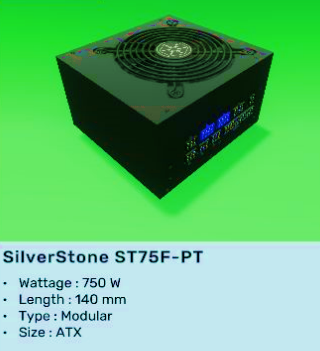 SilverStone ST75F-PT
• Wattage : 750 W
• Length : 140 mm
• Type : Modular
• Size : ATX